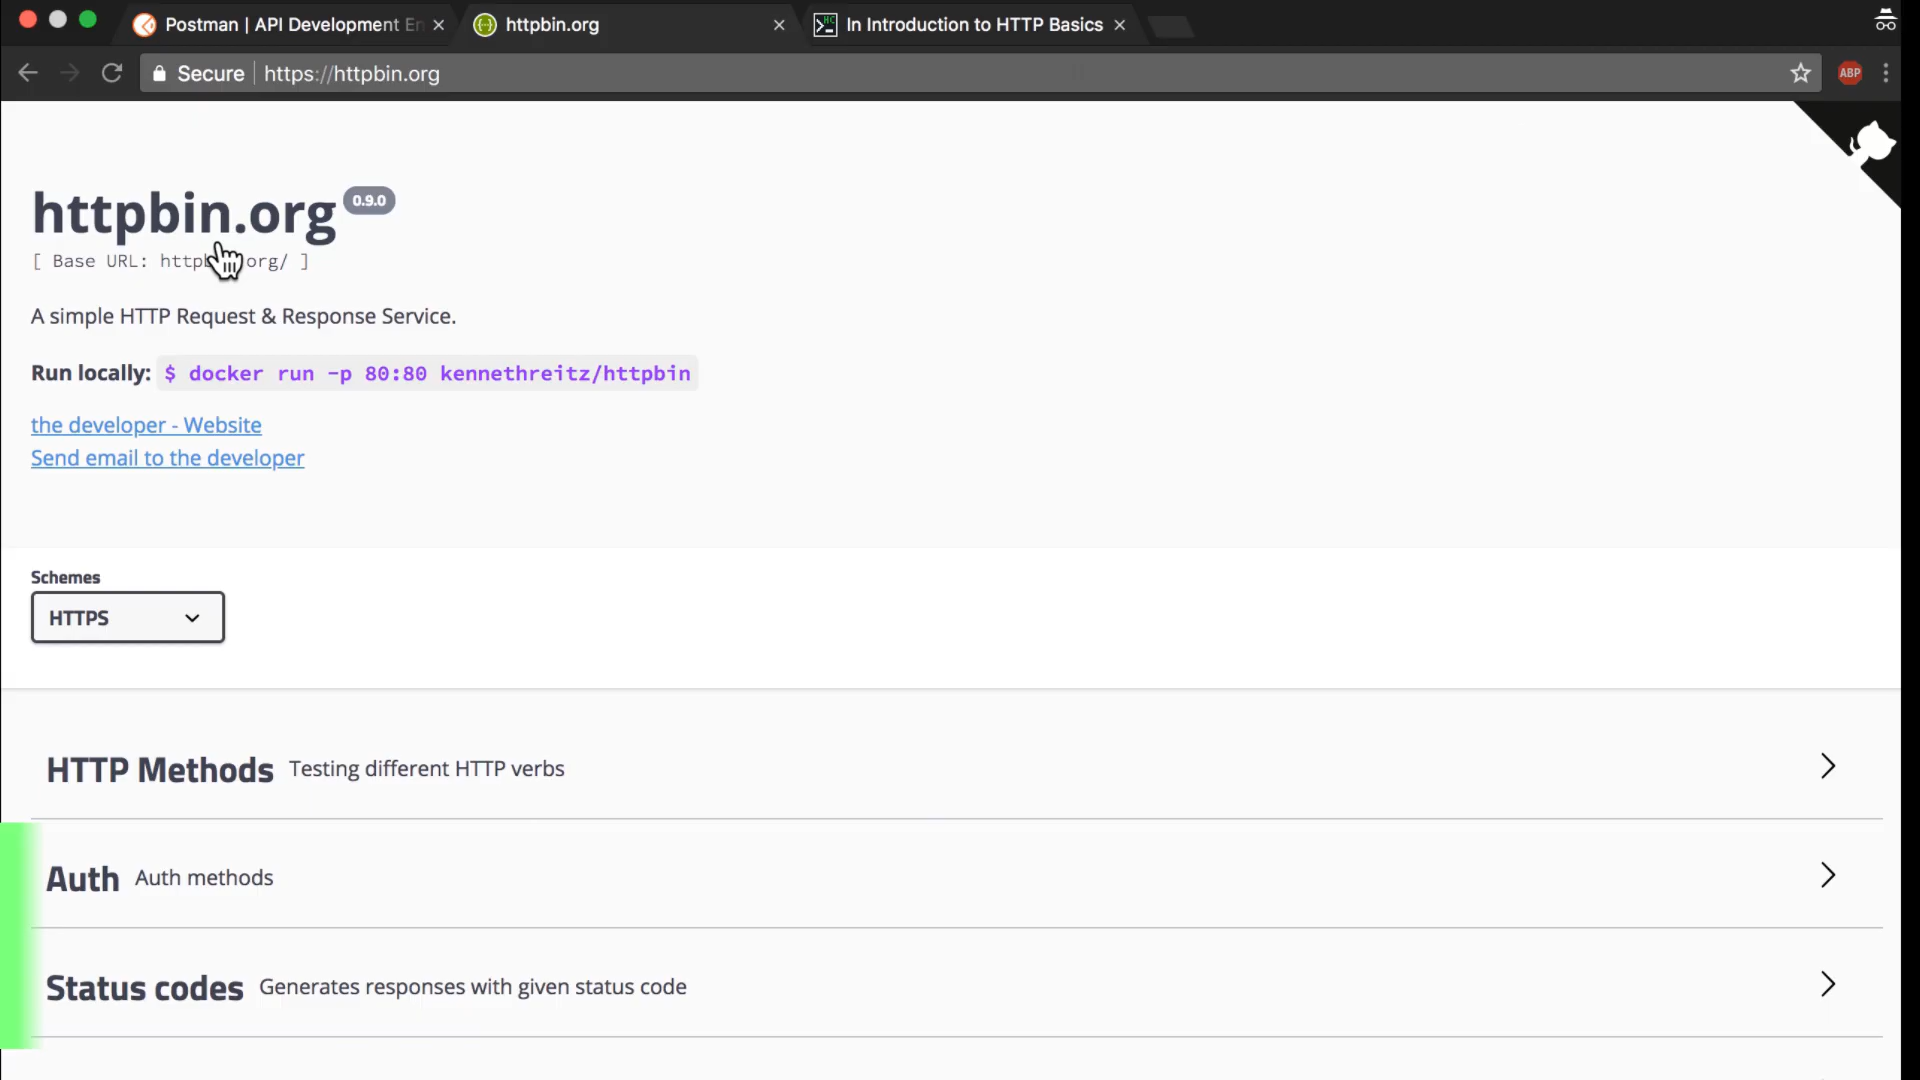 Postman | API Development En
httpbin.org
In Introduction to HTTP Basics
Secure
https://httpbin.org
ABP
httpbin.org
0.9.0
[ Base URL: httpb org/ ]
A simple HTTP Request & Response Service.
Run locally: $ docker run -p 80:80 kennethreitz/httpbin
the developer - Website
Send email to the developer
Schemes
HTTPS
HTTP Methods Testing different HTTP verbs
Auth Auth methods
Status codes Generates responses with given status code